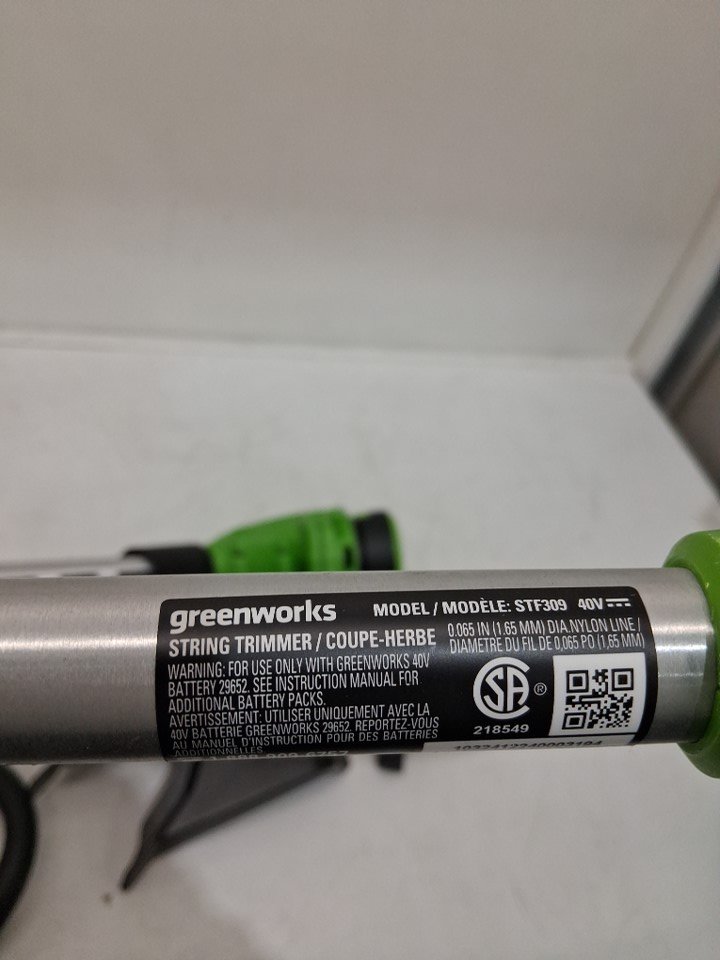 greenworks MODEL / MODÈLE: STF309 40V
STRING TRIMMER / COUPE-HERBE
0.065 IN (1.65 MM) DIA.NYLON LINE /
DIAMETRE DU FIL DE 0,065 PO (1,65 MM)
WARNING: FOR USE ONLY WITH GREENWORKS 40V
BATTERY 29652. SEE INSTRUCTION MANUAL FOR
ADDITIONAL BATTERY PACKS.
AVERTISSEMENT: UTILISER UNIQUEMENT AVEC LA
40V BATTERIE GREENWORKS 29652. REPORTEZ-VOUS
AU MANUEL D'INSTRUCTION POUR DES BATTERIES
ADDITIONNELLES
SA ®
218549